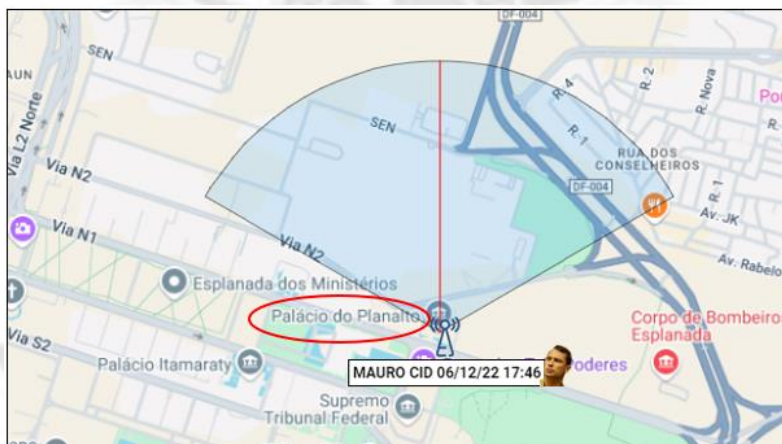 DF-004
SEN
AUN
R. 4
R. 2
R. Nova
Por
Via L2 Norte
Via N2
SEN
R. 1
R.
RUA DOS
CONSELHEIROS
DF-004
R. 1
Av. JK
Via N1
Via N2
Av. Rabelo
Esplanada dos Ministérios
Palácio do Planalto
Corpo de Bombeiro
Esplanada
Via S2
Palácio Itamaraty
MAURO CID 06/12/22 17:46
oderes
Supremo
Tribunal Federal